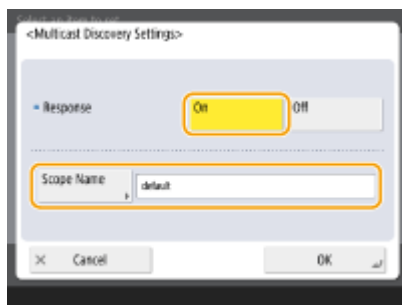 <Multicast Discovery Settings>
Response On Off
Scope Name default
Cancel OK